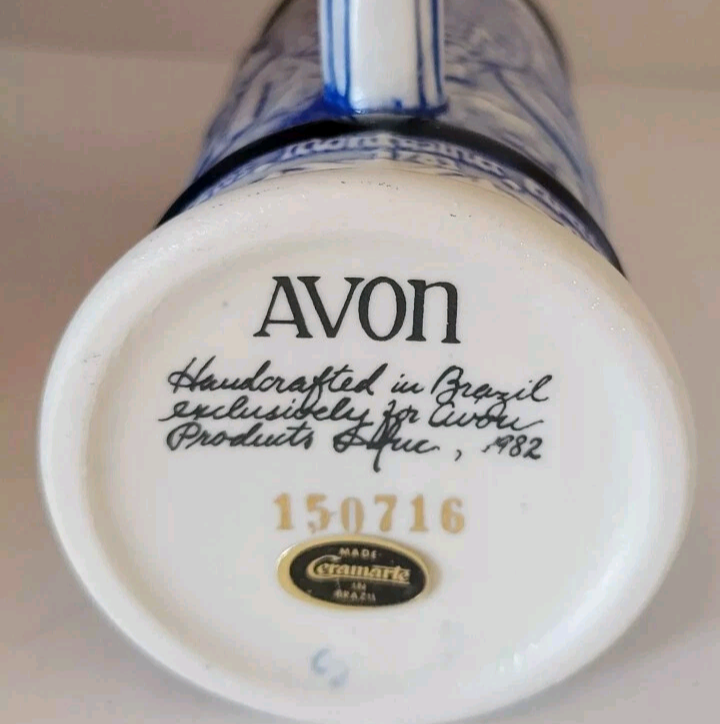 AVON
Handcrafted in Brazil
exclusively for Avon
Products Inc., 1982
150716
MADE
Ceramarte
IN
BRAZIL